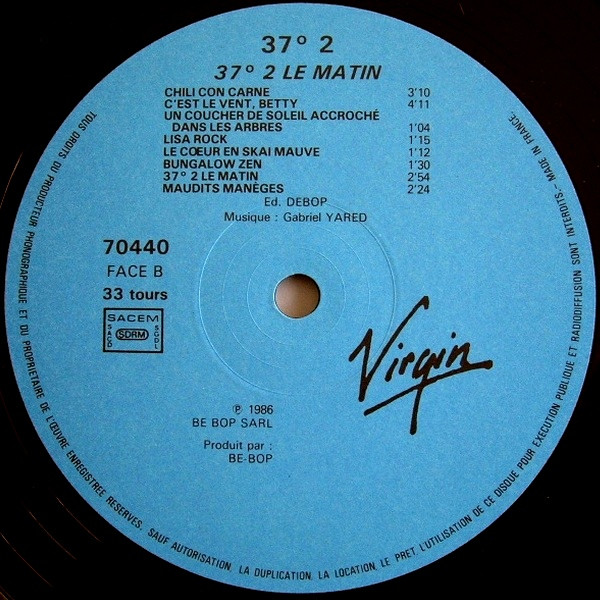 37° 2
37° 2 LE MATIN
CHILI CON CARNE 3'10
C'EST LE VENT, BETTY 4'11
UN COUCHER DE SOLEIL ACCROCHÉ
DANS LES ARBRES 1'04
LISA ROCK 1'15
LE CŒUR EN SKAI MAUVE 1'12
BUNGALOW ZEN 1'30
37° 2 LE MATIN 2'54
MAUDITS MANÈGES 2'24
Ed. DEBOP
Musique : Gabriel YARED
70440
FACE B
33 tours
SACEM
SACD
SDRM
SGDL
Virgin
℗ 1986
BE BOP SARL
Produit par :
BE-BOP
TOUS DROITS DU PRODUCTEUR PHONOGRAPHIQUE ET DU PROPRIETAIRE DE L'ŒUVRE ENREGISTREE RESERVES. SAUF AUTORISATION, LA DUPLICATION, LA LOCATION, LE PRET, L'UTILISATION DE CE DISQUE POUR EXECUTION PUBLIQUE ET RADIODIFFUSION SONT INTERDITS. - MADE IN FRANCE.